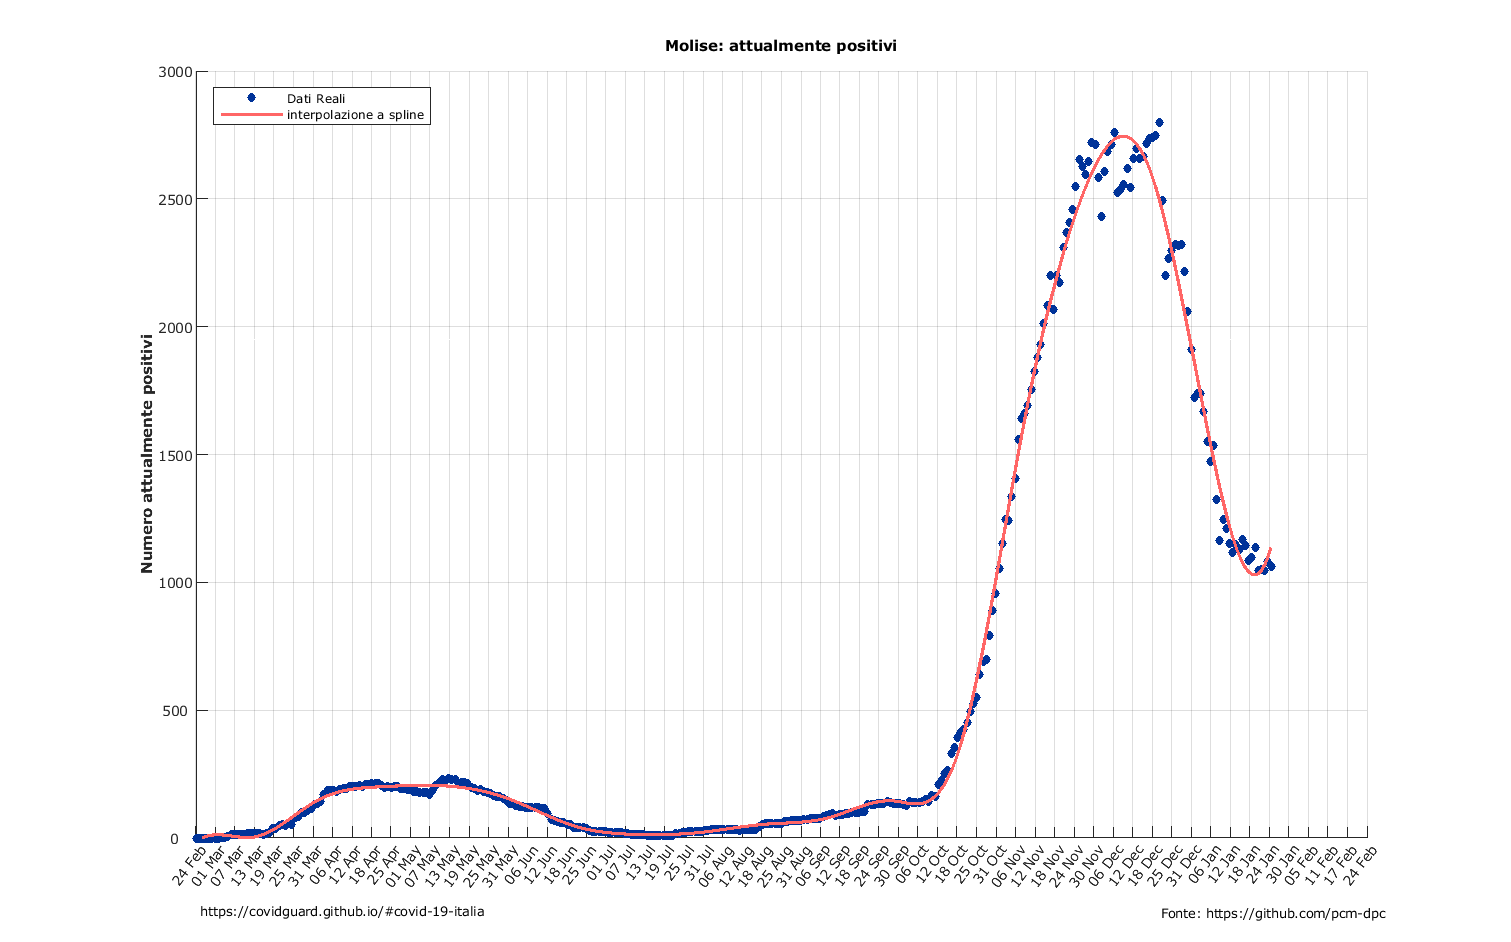 Molise: attualmente positivi
3000
Dati Reali
interpolazione a spline
2500
2000
Numero attualmente positivi
1500
1000
500
0
24 Feb
01 Mar
07 Mar
13 Mar
19 Mar
25 Mar
31 Mar
06 Apr
12 Apr
18 Apr
25 Apr
01 May
07 May
13 May
19 May
25 May
31 May
06 Jun
12 Jun
18 Jun
25 Jun
01 Jul
07 Jul
13 Jul
19 Jul
25 Jul
31 Jul
06 Aug
12 Aug
18 Aug
25 Aug
31 Aug
06 Sep
12 Sep
18 Sep
24 Sep
30 Sep
06 Oct
12 Oct
18 Oct
25 Oct
31 Oct
06 Nov
12 Nov
18 Nov
24 Nov
30 Nov
06 Dec
12 Dec
18 Dec
25 Dec
31 Dec
06 Jan
12 Jan
18 Jan
24 Jan
30 Jan
05 Feb
11 Feb
17 Feb
24 Feb
https://covidguard.github.io/#covid-19-italia
Fonte: https://github.com/pcm-dpc